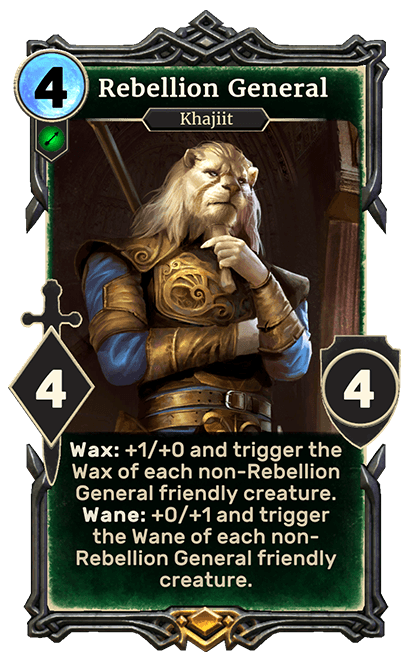 4
Rebellion General
Khajiit
4
4
Wax: +1/+0 and trigger the
Wax of each non-Rebellion
General friendly creature.
Wane: +0/+1 and trigger
the Wane of each non-
Rebellion General friendly
creature.